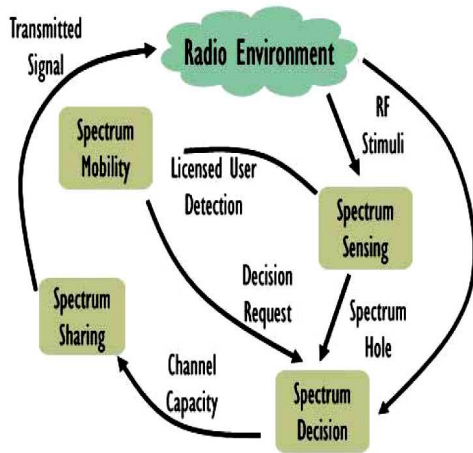 Transmitted
Signal
Radio Environment
RF
Stimuli
Spectrum
Mobility
Licensed User
Detection
Spectrum
Sensing
Decision
Request
Spectrum
Hole
Spectrum
Sharing
Channel
Capacity
Spectrum
Decision